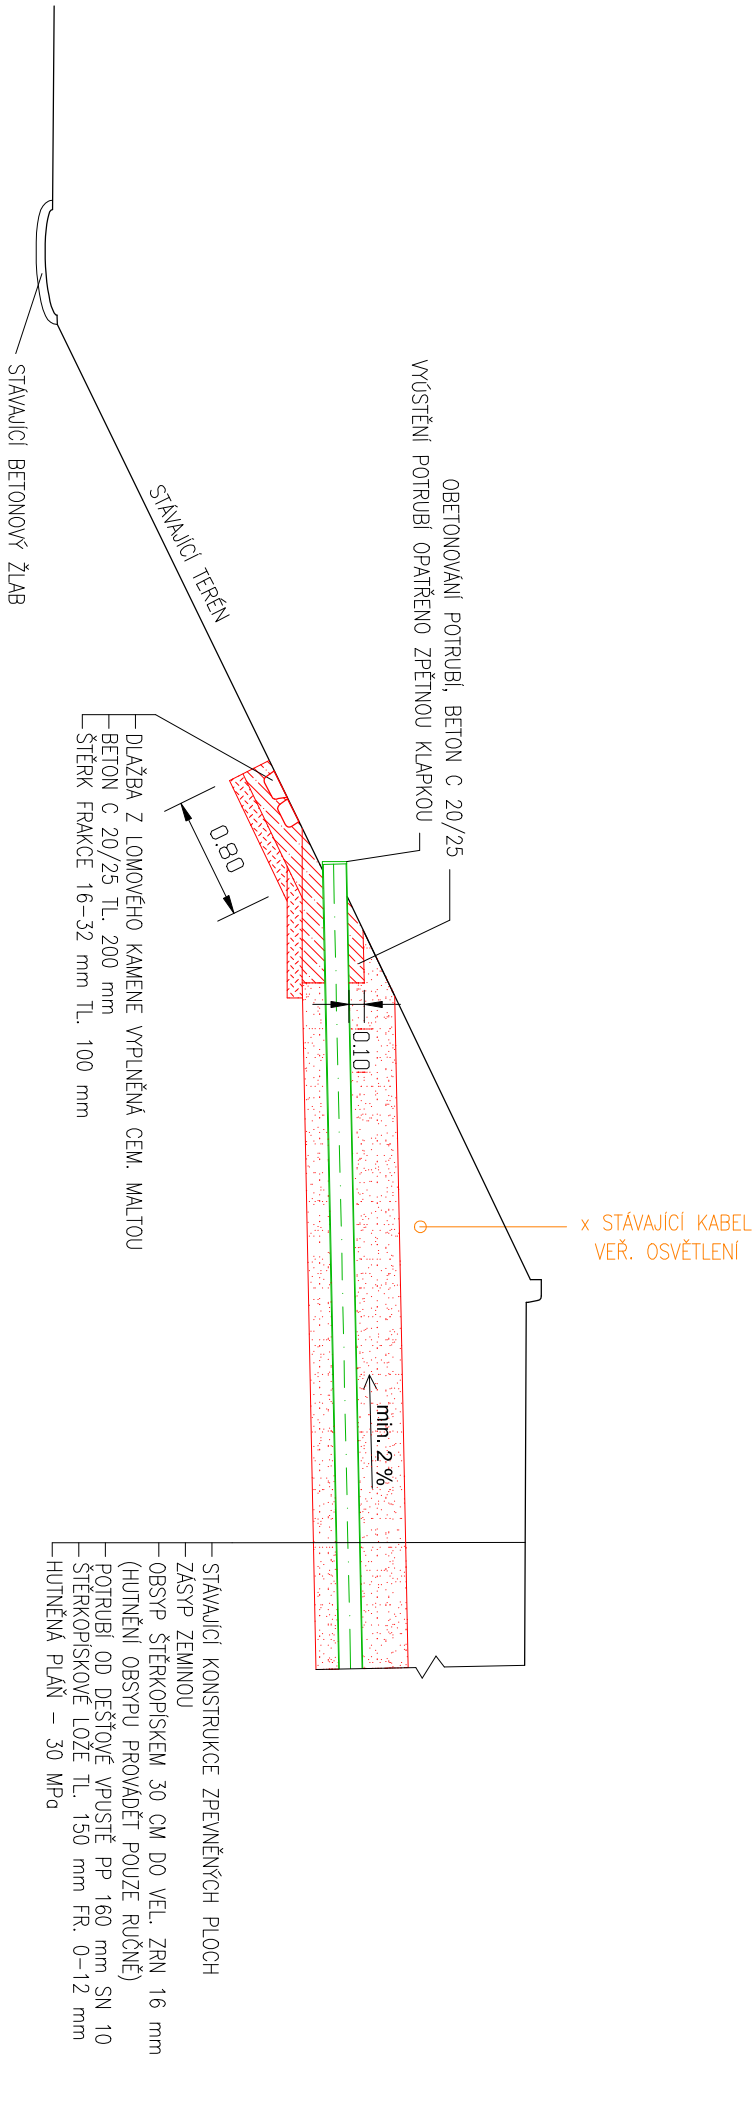 OBETONOVÁNÍ POTRUBÍ, BETON C 20/25
VYÚSTĚNÍ POTRUBÍ OPATŘENO ZPĚTNOU KLAPKOU
STÁVAJÍCÍ TERÉN
STÁVAJÍCÍ BETONOVÝ ŽLAB
DLAŽBA Z LOMOVÉHO KAMENE VYPLNĚNÁ CEM. MALTOU
BETON C 20/25 TL. 200 mm
ŠTĚRK FRAKCE 16-32 mm TL. 100 mm
0.80
0.10
x STÁVAJÍCÍ KABEL
VEŘ. OSVĚTLENÍ
min. 2 %
STÁVAJÍCÍ KONSTRUKCE ZPEVNĚNÝCH PLOCH
ZÁSYP ZEMINOU
OBSYP ŠTĚRKOPÍSKEM 30 CM DO VEL. ZRN 16 mm
(HUTNĚNÍ OBSYPU PROVÁDĚT POUZE RUČNĚ)
POTRUBÍ OD DEŠŤOVÉ VPUSTĚ PP 160 mm SN 10
ŠTĚRKOPÍSKOVÉ LOŽE TL. 150 mm FR. 0-12 mm
HUTNĚNÁ PLÁŇ - 30 MPa